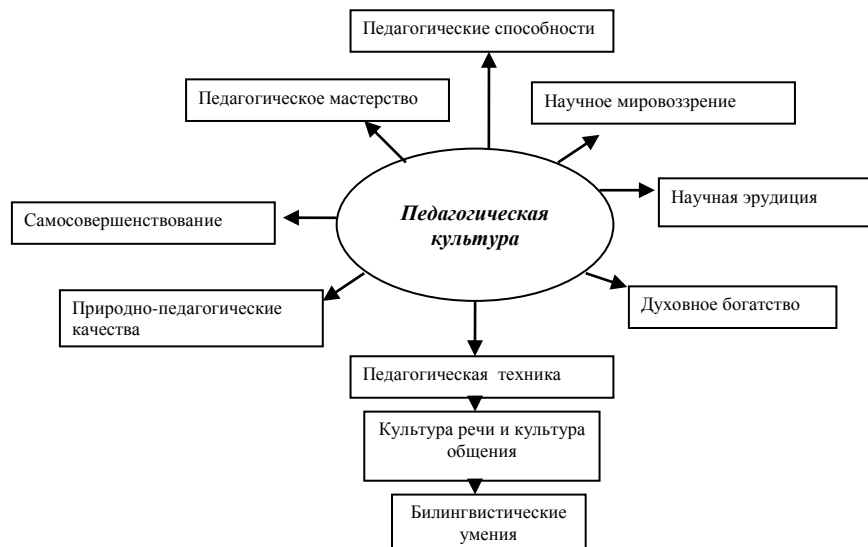 Педагогические способности
Педагогическое мастерство
Научное мировоззрение
Самосовершенствование
Педагогическая
культура
Научная эрудиция
Природно-педагогические
качества
Духовное богатство
Педагогическая техника
Культура речи и культура
общения
Билингвистические
умения